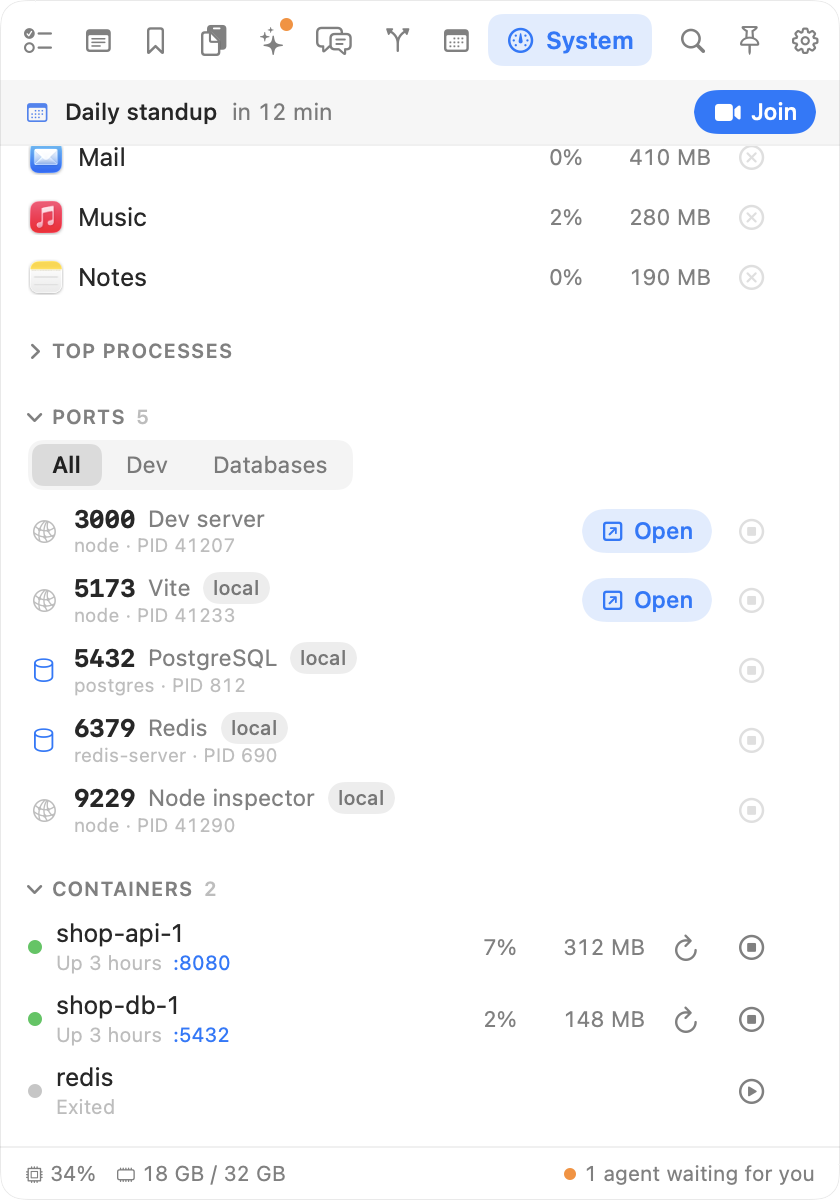 System
Daily standup in 12 min Join
Mail 0% 410 MB
Music 2% 280 MB
Notes 0% 190 MB
TOP PROCESSES
PORTS 5
All Dev Databases
3000 Dev server Open
node · PID 41207
5173 Vite local Open
node · PID 41233
5432 PostgreSQL local
postgres · PID 812
6379 Redis local
redis-server · PID 690
9229 Node inspector local
node · PID 41290
CONTAINERS 2
shop-api-1 7% 312 MB
Up 3 hours :8080
shop-db-1 2% 148 MB
Up 3 hours :5432
redis
Exited
34% 18 GB / 32 GB 1 agent waiting for you